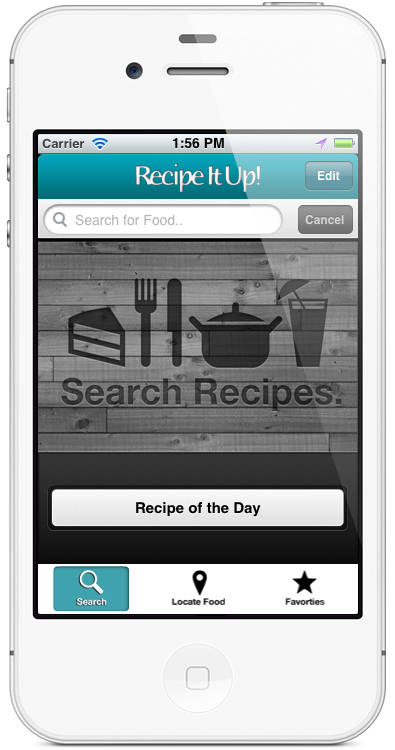 Carrier 1:56 PM
Recipe It Up! Edit
Search for Food.. Cancel
Search Recipes.
Recipe of the Day
Search Locate Food Favorties